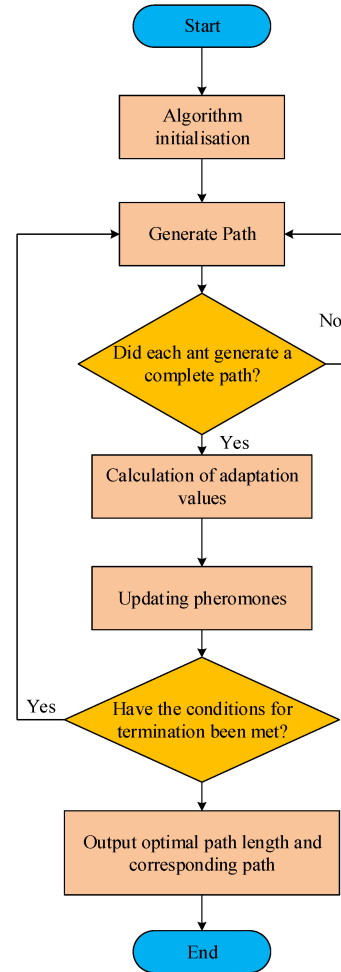 Start
Algorithm
initialisation
Generate Path
No
Did each ant generate a
complete path?
Yes
Calculation of adaptation
values
Updating pheromones
Yes
Have the conditions for
termination been met?
Output optimal path length and
corresponding path
End